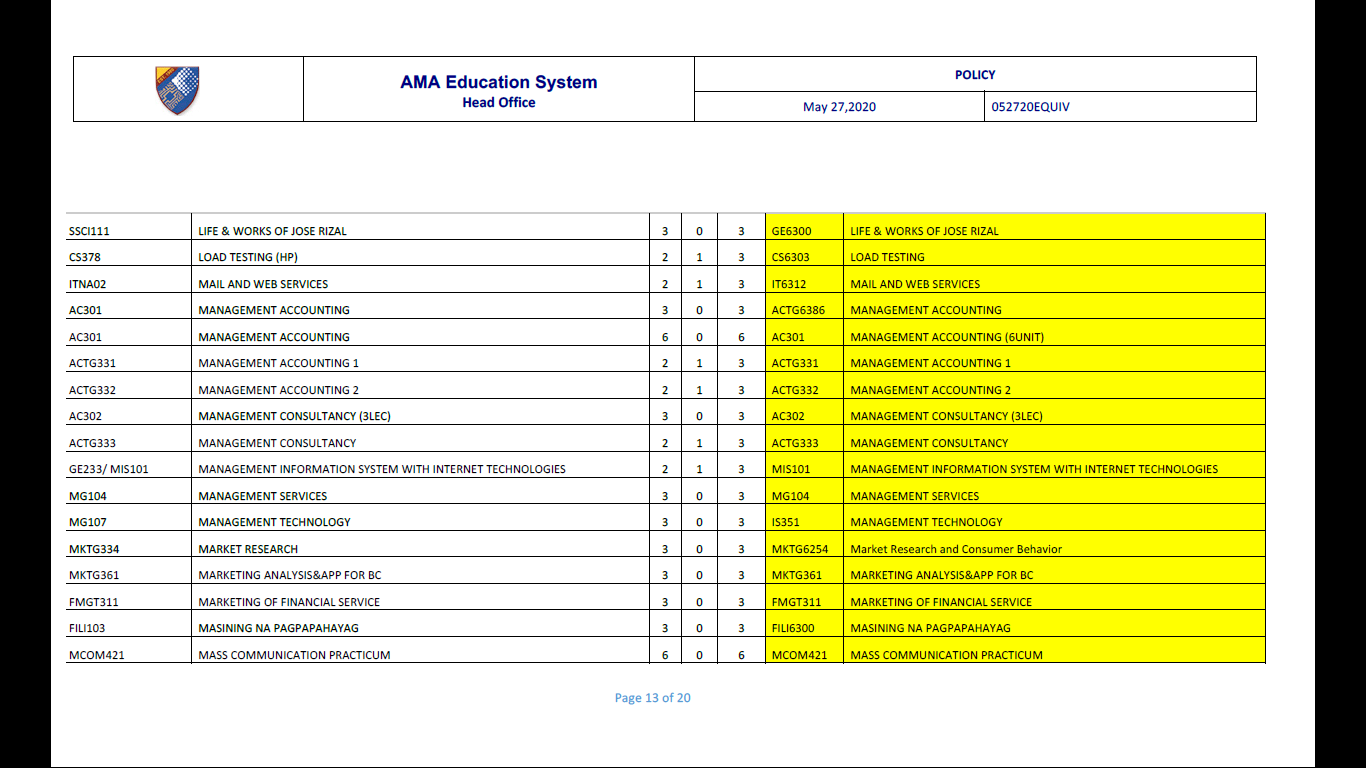 AMA Education System
Head Office
POLICY
May 27,2020 052720EQUIV
SSCI111 LIFE & WORKS OF JOSE RIZAL 3 0 3 GE6300 LIFE & WORKS OF JOSE RIZAL
CS378 LOAD TESTING (HP) 2 1 3 CS6303 LOAD TESTING
ITNA02 MAIL AND WEB SERVICES 2 1 3 IT6312 MAIL AND WEB SERVICES
AC301 MANAGEMENT ACCOUNTING 3 0 3 ACTG6386 MANAGEMENT ACCOUNTING
AC301 MANAGEMENT ACCOUNTING 6 0 6 AC301 MANAGEMENT ACCOUNTING (6UNIT)
ACTG331 MANAGEMENT ACCOUNTING 1 2 1 3 ACTG331 MANAGEMENT ACCOUNTING 1
ACTG332 MANAGEMENT ACCOUNTING 2 2 1 3 ACTG332 MANAGEMENT ACCOUNTING 2
AC302 MANAGEMENT CONSULTANCY (3LEC) 3 0 3 AC302 MANAGEMENT CONSULTANCY (3LEC)
ACTG333 MANAGEMENT CONSULTANCY 2 1 3 ACTG333 MANAGEMENT CONSULTANCY
GE233/ MIS101 MANAGEMENT INFORMATION SYSTEM WITH INTERNET TECHNOLOGIES 2 1 3 MIS101 MANAGEMENT INFORMATION SYSTEM WITH INTERNET TECHNOLOGIES
MG104 MANAGEMENT SERVICES 3 0 3 MG104 MANAGEMENT SERVICES
MG107 MANAGEMENT TECHNOLOGY 3 0 3 IS351 MANAGEMENT TECHNOLOGY
MKTG334 MARKET RESEARCH 3 0 3 MKTG6254 Market Research and Consumer Behavior
MKTG361 MARKETING ANALYSIS&APP FOR BC 3 0 3 MKTG361 MARKETING ANALYSIS&APP FOR BC
FMGT311 MARKETING OF FINANCIAL SERVICE 3 0 3 FMGT311 MARKETING OF FINANCIAL SERVICE
FILI103 MASINING NA PAGPAPAHAYAG 3 0 3 FILI6300 MASINING NA PAGPAPAHAYAG
MCOM421 MASS COMMUNICATION PRACTICUM 6 0 6 MCOM421 MASS COMMUNICATION PRACTICUM
Page 13 of 20